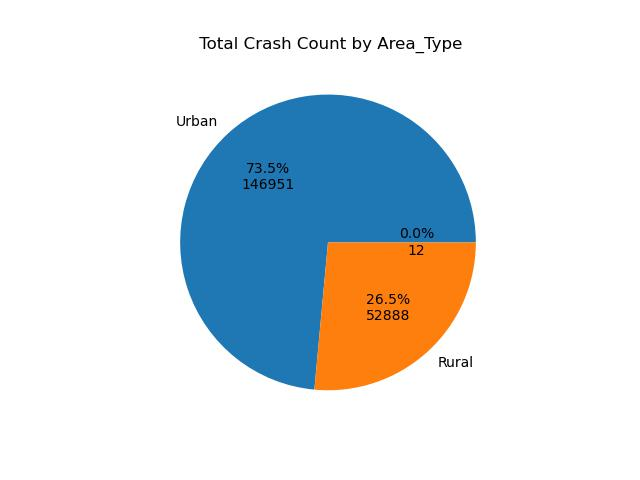 Total Crash Count by Area_Type
Urban
73.5%
146951
0.0%
12
26.5%
52888
Rural